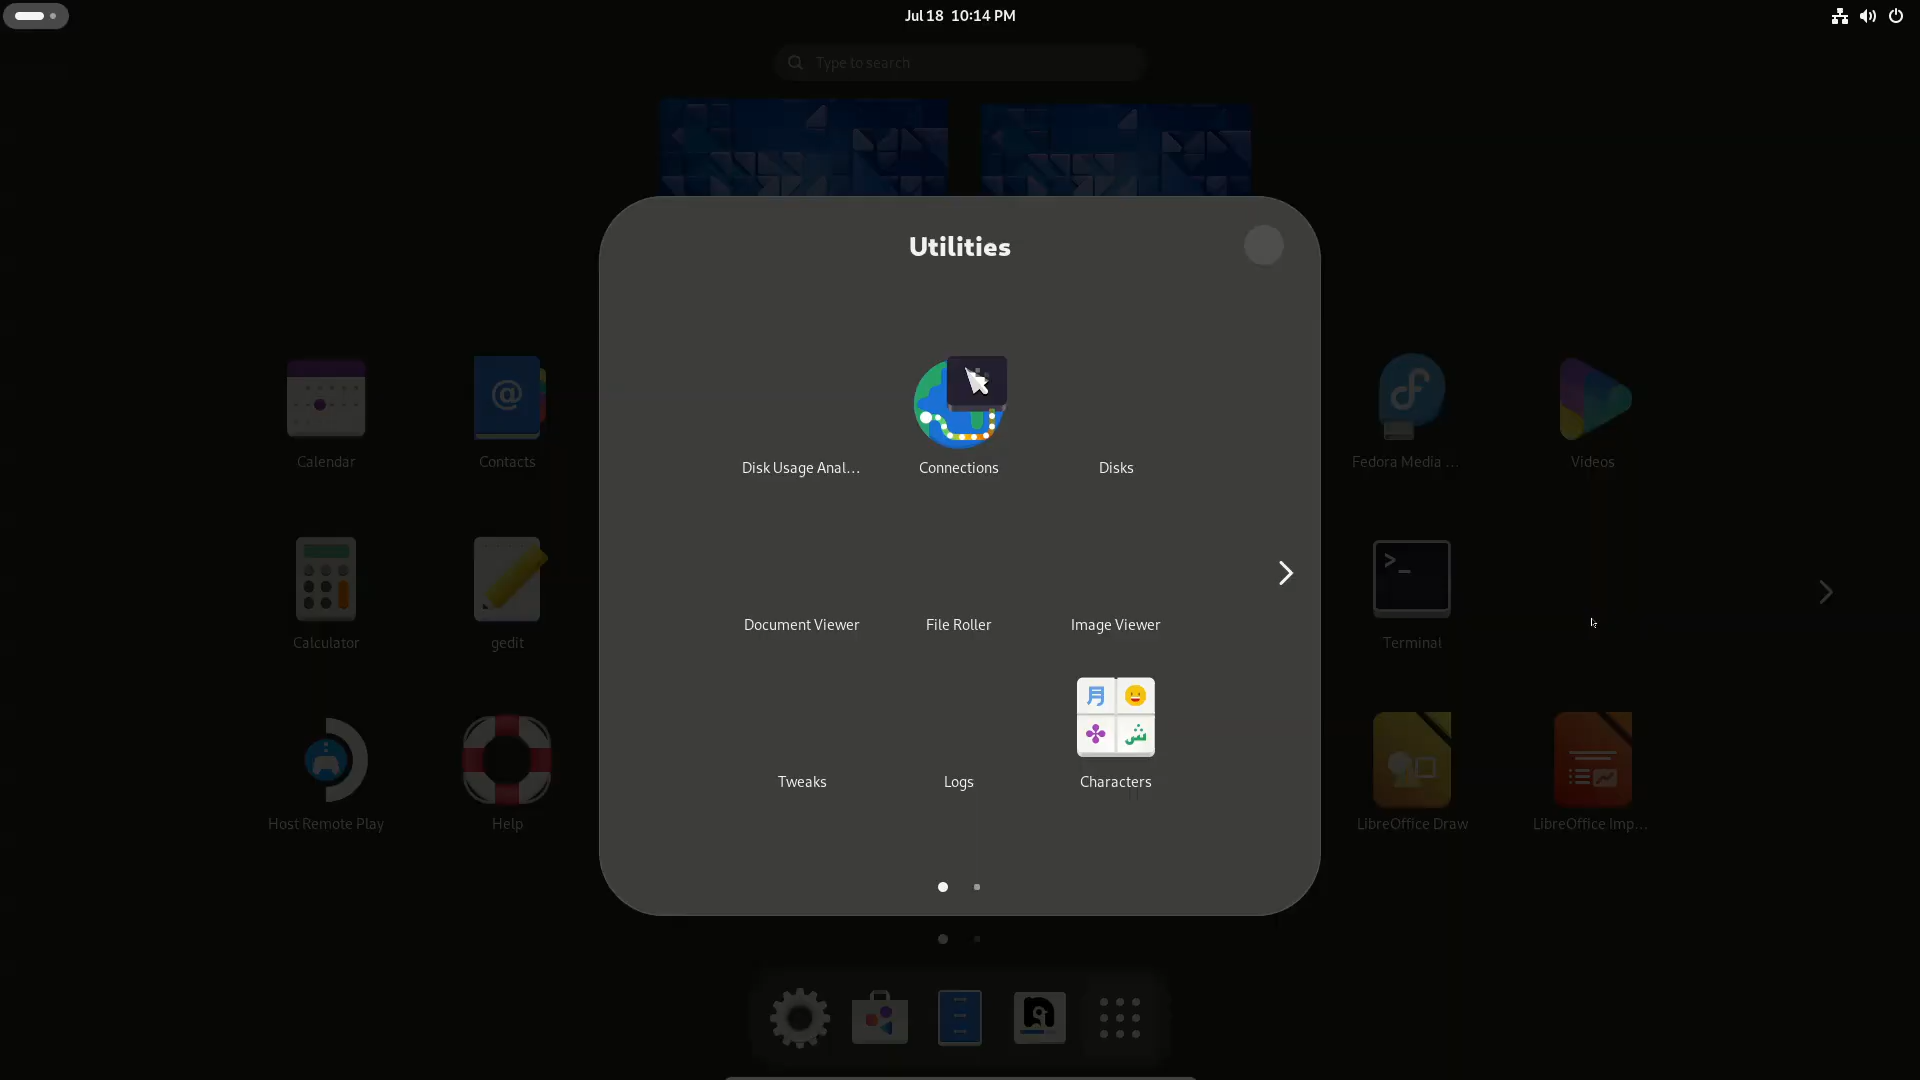 Jul 18 10:14 PM
Type to search
Utilities
Disk Usage Anal...
Connections
Disks
Calendar
Contacts
Fedora Media ...
Videos
>_
Document Viewer
File Roller
Image Viewer
Calculator
gedit
Terminal
月
ش
Tweaks
Logs
Characters
Host Remote Play
Help
LibreOffice Draw
LibreOffice Imp...